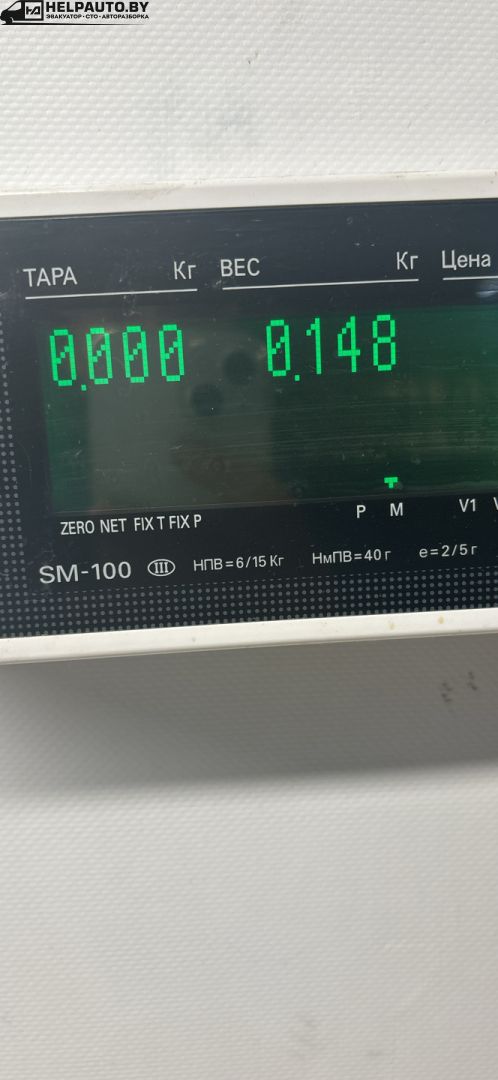 HELPAUTO.BY
ЭВАКУАТОР · СТО · АВТОРАЗБОРКА
ТАРА Кг ВЕС Кг Цена
0.000 0.148
ZERO NET FIX T FIX P P M V1
SM-100 III НПВ=6/15 Кг НмПВ=40 г e=2/5 г